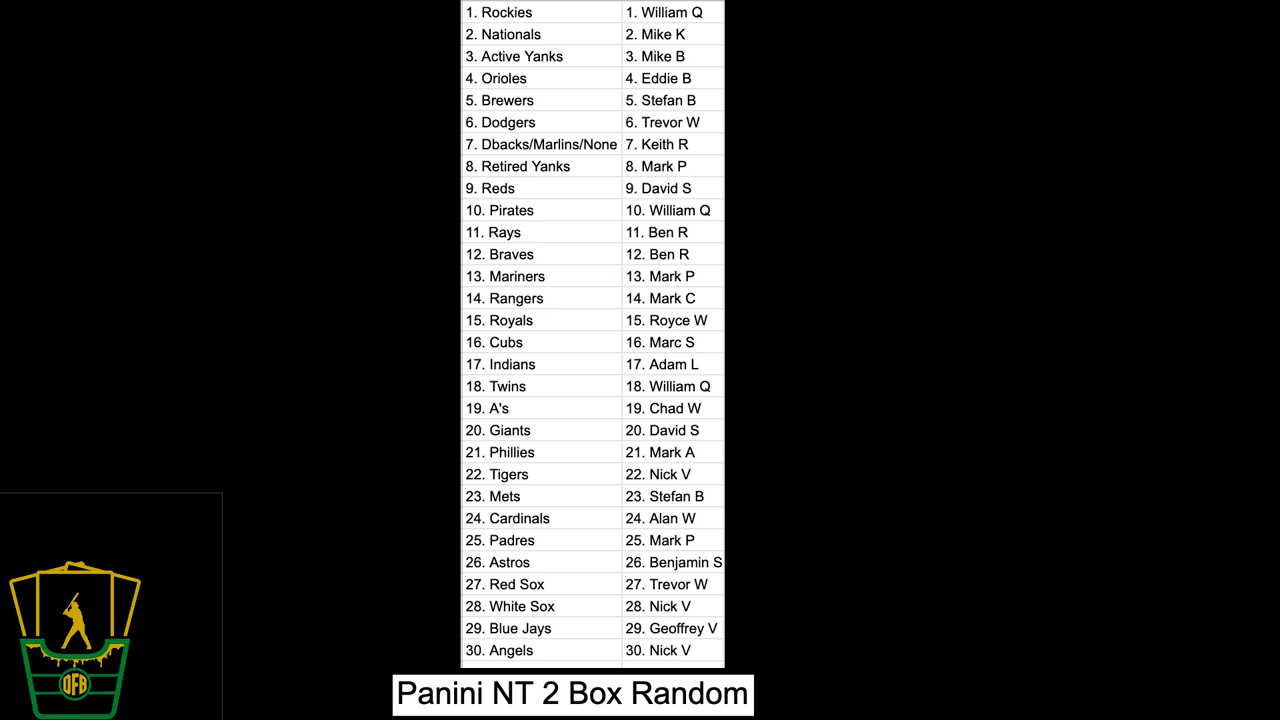 1. Rockies 1. William Q
2. Nationals 2. Mike K
3. Active Yanks 3. Mike B
4. Orioles 4. Eddie B
5. Brewers 5. Stefan B
6. Dodgers 6. Trevor W
7. Dbacks/Marlins/None 7. Keith R
8. Retired Yanks 8. Mark P
9. Reds 9. David S
10. Pirates 10. William Q
11. Rays 11. Ben R
12. Braves 12. Ben R
13. Mariners 13. Mark P
14. Rangers 14. Mark C
15. Royals 15. Royce W
16. Cubs 16. Marc S
17. Indians 17. Adam L
18. Twins 18. William Q
19. A's 19. Chad W
20. Giants 20. David S
21. Phillies 21. Mark A
22. Tigers 22. Nick V
23. Mets 23. Stefan B
24. Cardinals 24. Alan W
25. Padres 25. Mark P
26. Astros 26. Benjamin S
27. Red Sox 27. Trevor W
28. White Sox 28. Nick V
29. Blue Jays 29. Geoffrey V
30. Angels 30. Nick V
OFB
Panini NT 2 Box Random